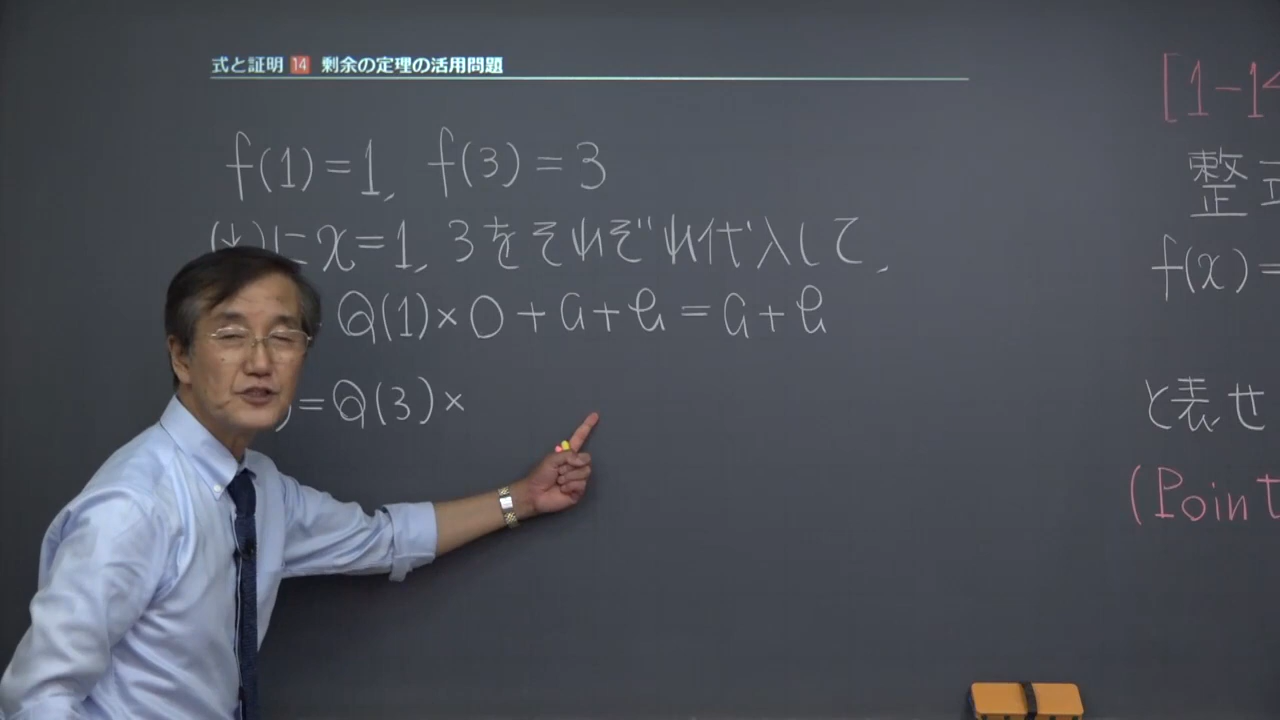 式と証明 14 剰余の定理の活用問題
f(1)=1, f(3)=3
(*)にx=1, 3をそれぞれ代入して,
Q(1)×0+a+b=a+b
)=Q(3)×
[1-14
整式
f(x)=
と表せ
(Point